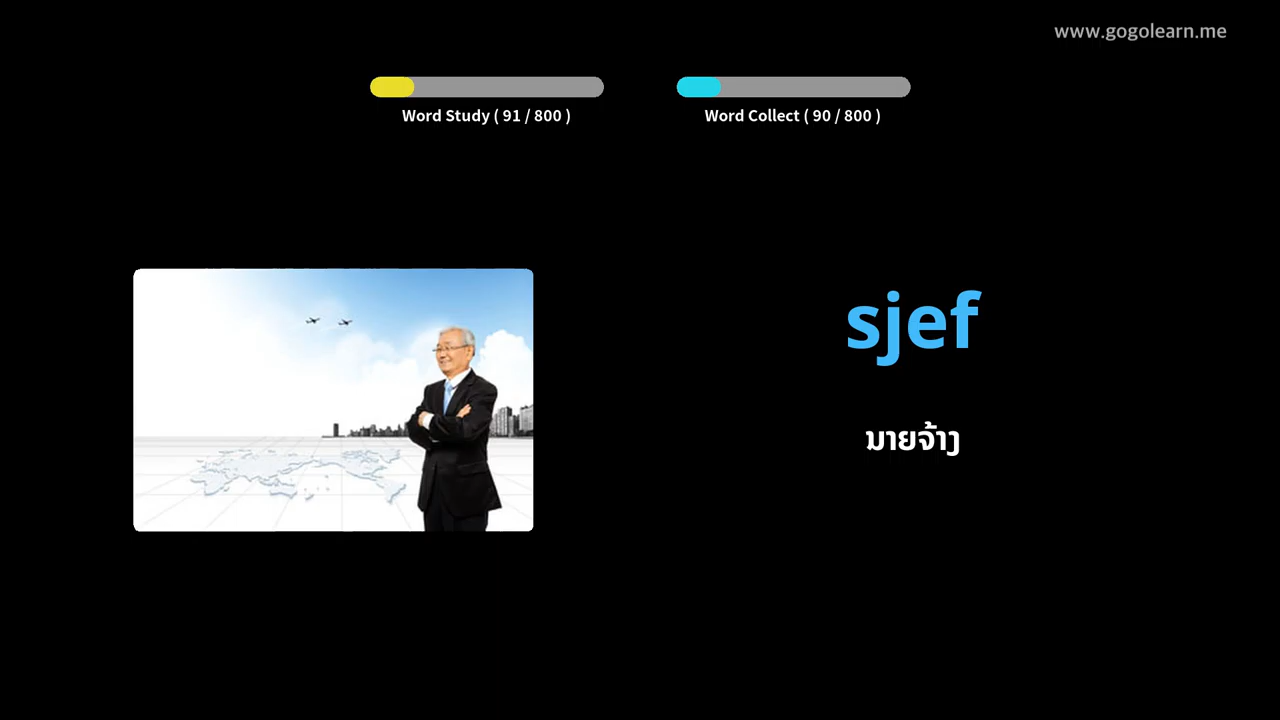 www.gogolearn.me
Word Study ( 91 / 800 )
Word Collect ( 90 / 800 )
sjef
ນາຍຈ້າງ